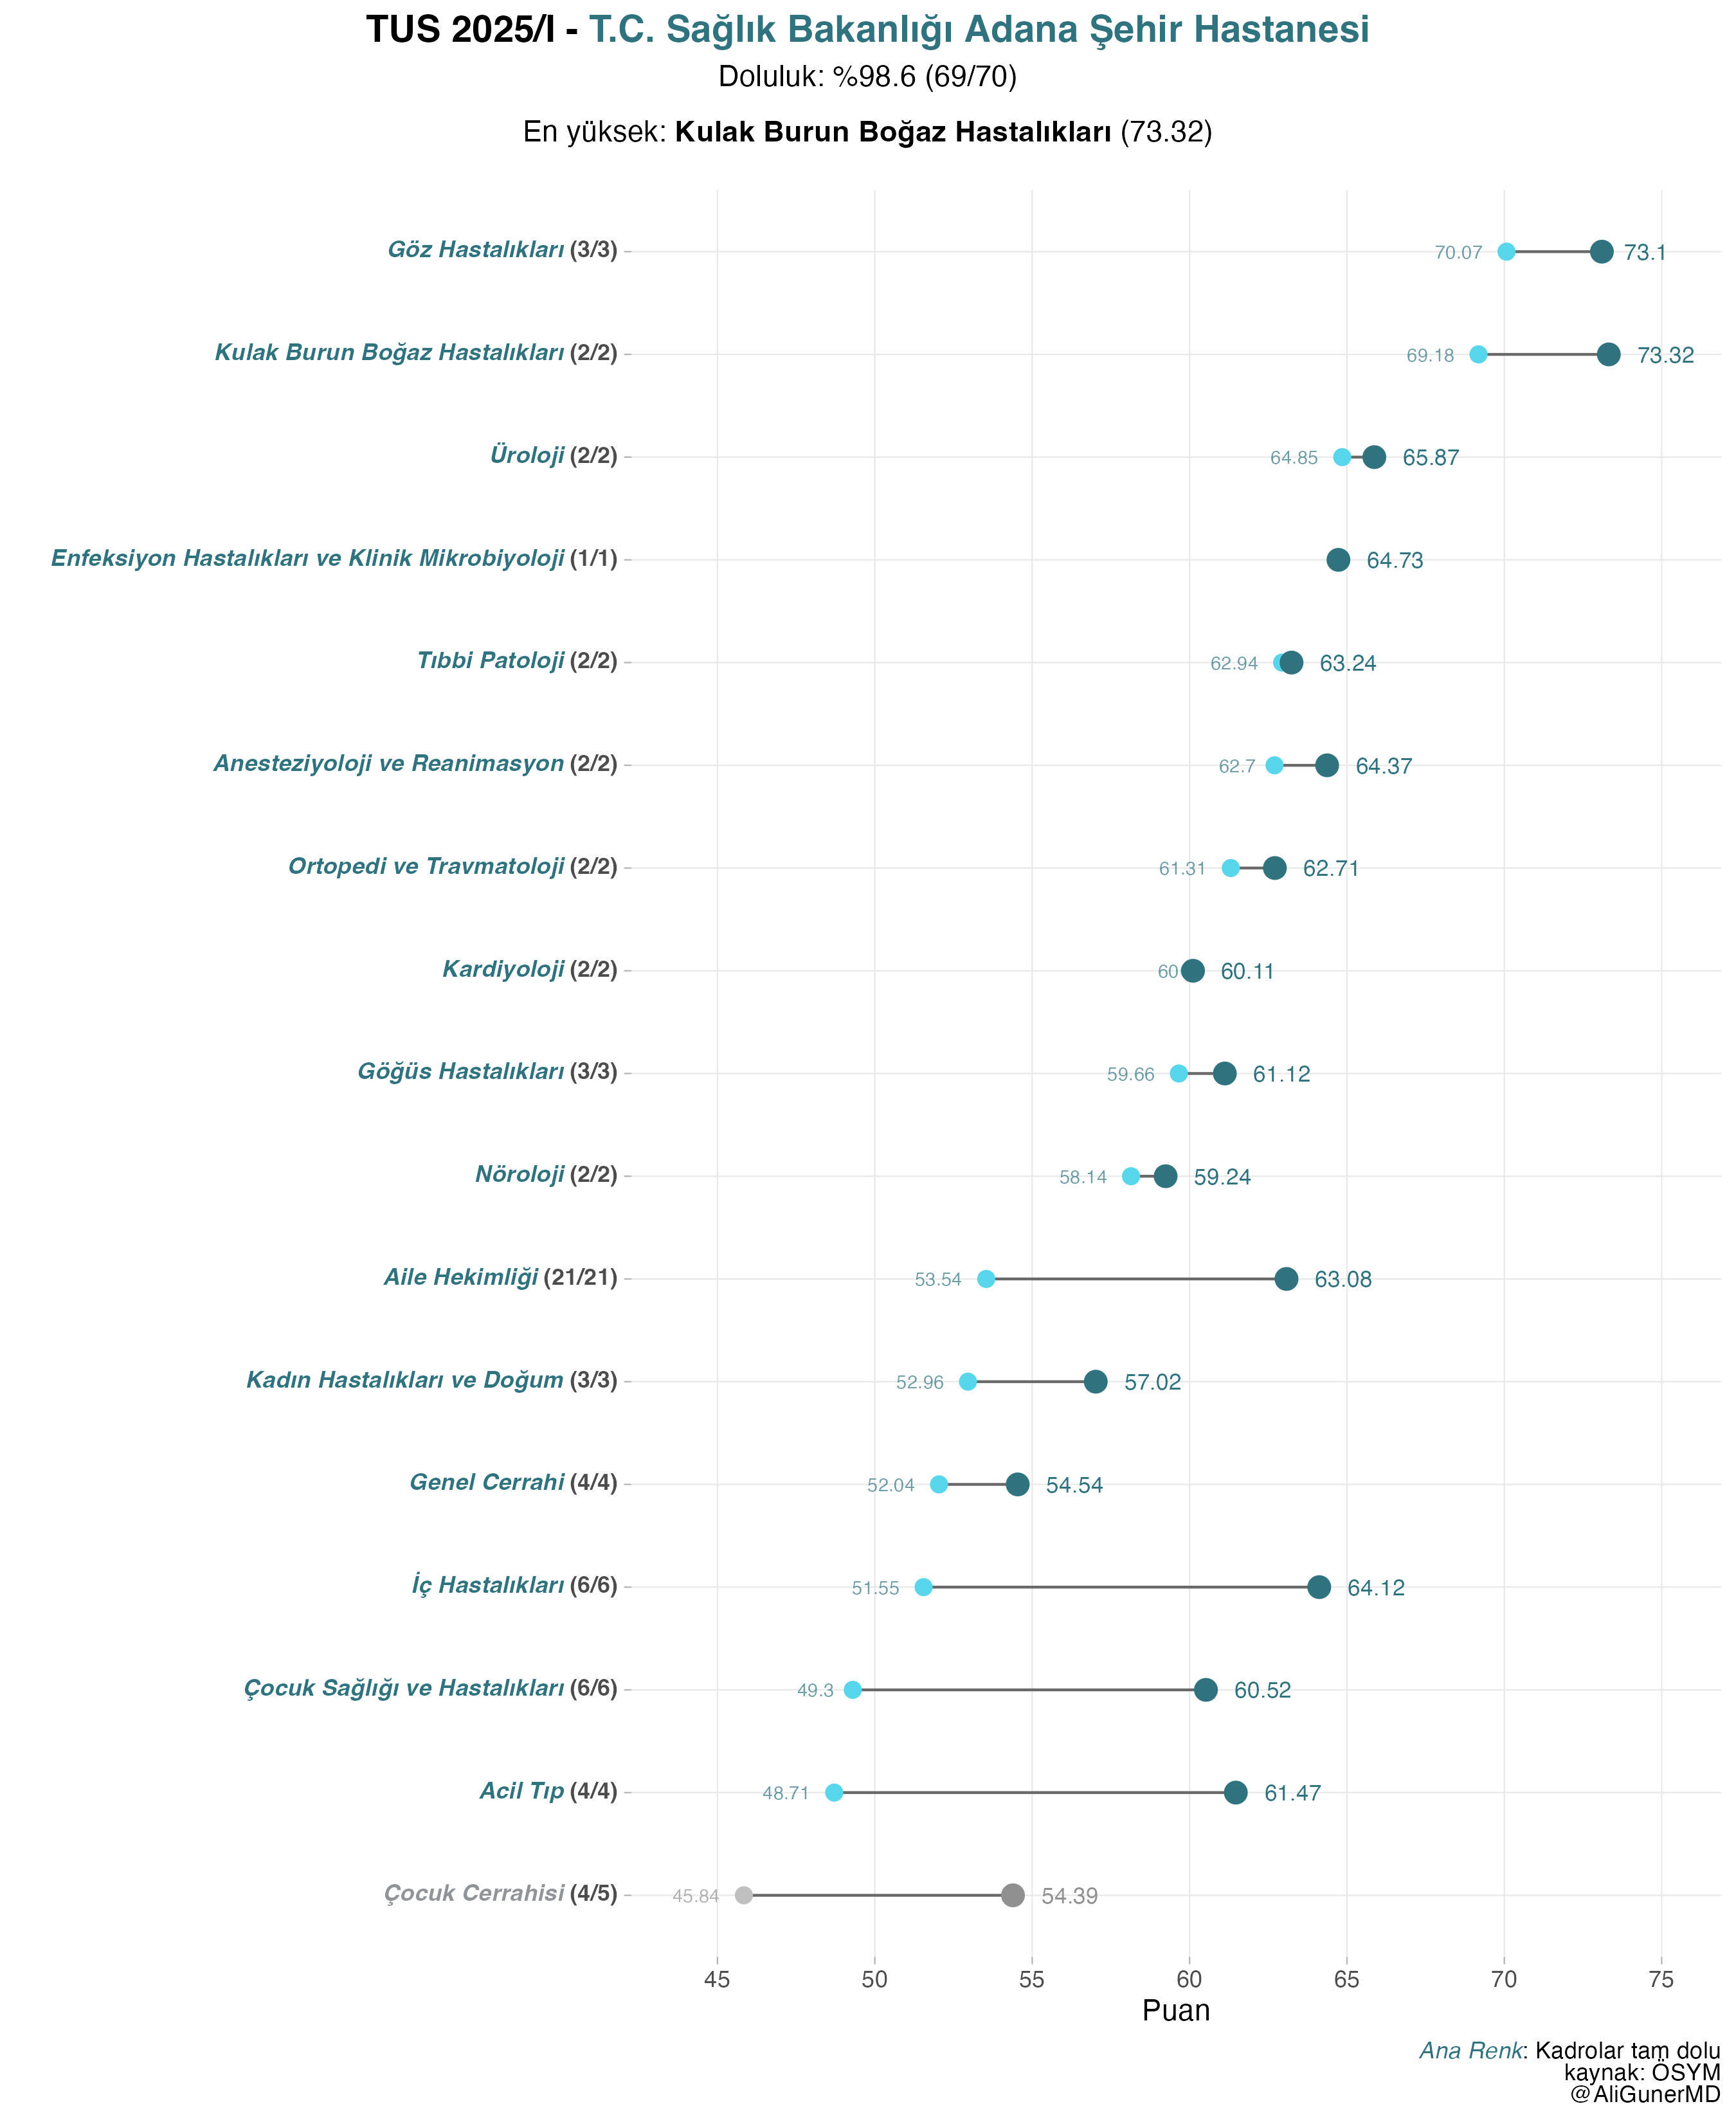 TUS 2025/I - T.C. Sağlık Bakanlığı Adana Şehir Hastanesi
Doluluk: %98.6 (69/70)
En yüksek: Kulak Burun Boğaz Hastalıkları (73.32)
Göz Hastalıkları (3/3) 70.07 73.1
Kulak Burun Boğaz Hastalıkları (2/2) 69.18 73.32
Üroloji (2/2) 64.85 65.87
Enfeksiyon Hastalıkları ve Klinik Mikrobiyoloji (1/1) 64.73
Tıbbi Patoloji (2/2) 62.94 63.24
Anesteziyoloji ve Reanimasyon (2/2) 62.7 64.37
Ortopedi ve Travmatoloji (2/2) 61.31 62.71
Kardiyoloji (2/2) 60 60.11
Göğüs Hastalıkları (3/3) 59.66 61.12
Nöroloji (2/2) 58.14 59.24
Aile Hekimliği (21/21) 53.54 63.08
Kadın Hastalıkları ve Doğum (3/3) 52.96 57.02
Genel Cerrahi (4/4) 52.04 54.54
İç Hastalıkları (6/6) 51.55 64.12
Çocuk Sağlığı ve Hastalıkları (6/6) 49.3 60.52
Acil Tıp (4/4) 48.71 61.47
Çocuk Cerrahisi (4/5) 45.84 54.39
45 50 55 60 65 70 75
Puan
Ana Renk: Kadrolar tam dolu
kaynak: ÖSYM
@AliGunerMD